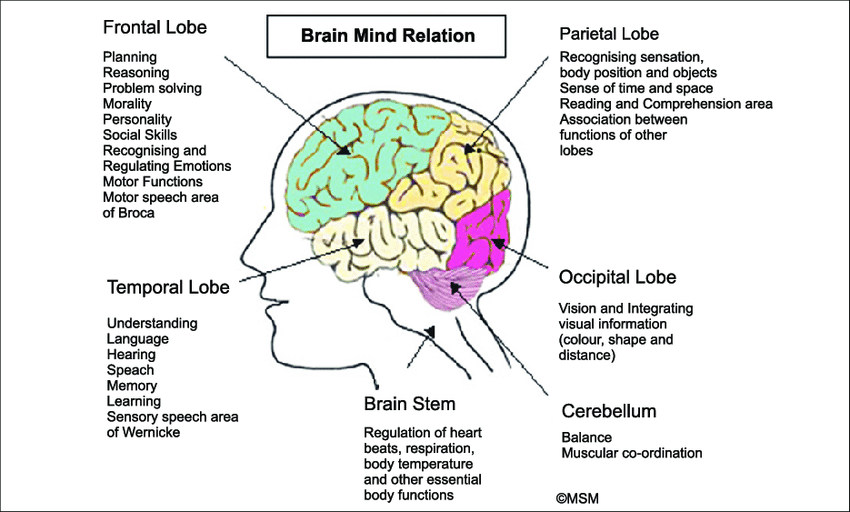 Brain Mind Relation
Frontal Lobe
Planning
Reasoning
Problem solving
Morality
Personality
Social Skills
Recognising and
Regulating Emotions
Motor Functions
Motor speech area
of Broca
Parietal Lobe
Recognising sensation,
body position and objects
Sense of time and space
Reading and Comprehension area
Association between
functions of other
lobes
Temporal Lobe
Understanding
Language
Hearing
Speach
Memory
Learning
Sensory speech area
of Wernicke
Occipital Lobe
Vision and Integrating
visual information
(colour, shape and
distance)
Brain Stem
Regulation of heart
beats, respiration,
body temperature
and other essential
body functions
Cerebellum
Balance
Muscular co-ordination
©MSM